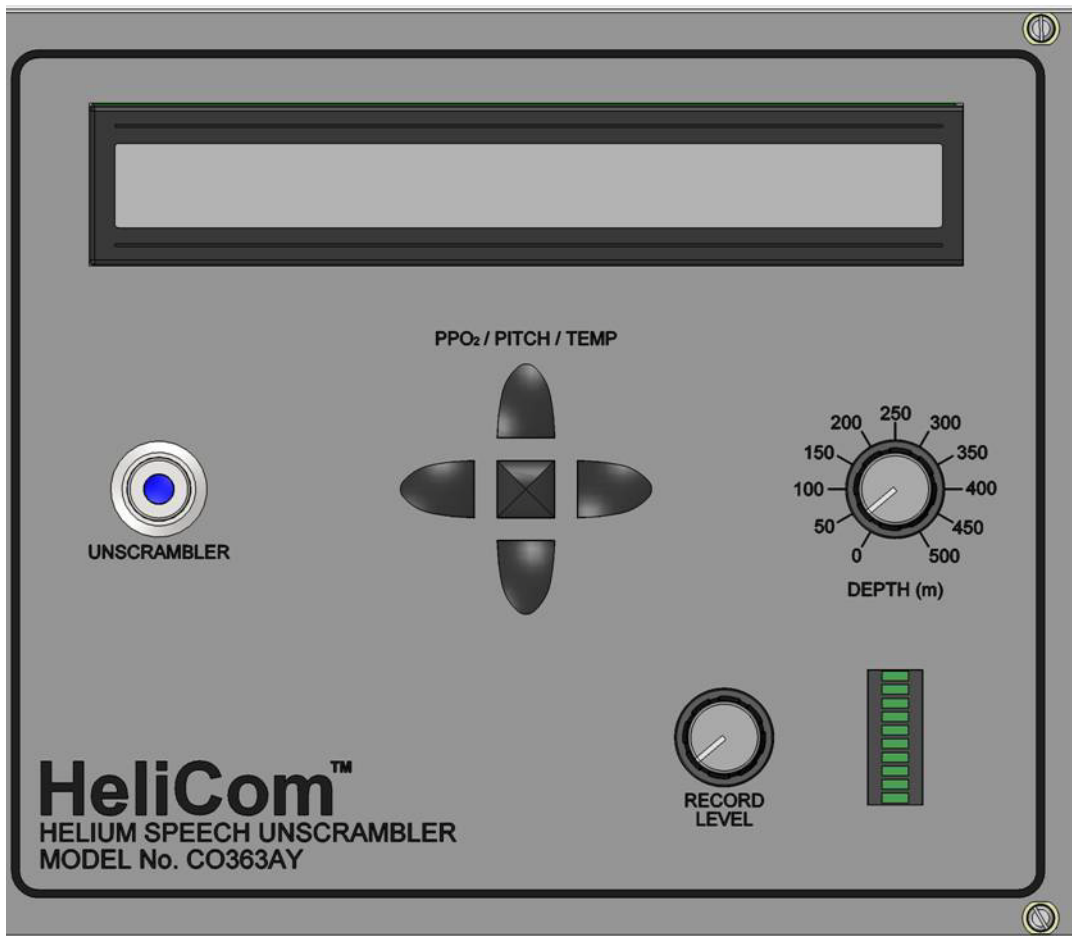 PPO₂ / PITCH / TEMP
UNSCRAMBLER
0
50
100
150
200
250
300
350
400
450
500
DEPTH (m)
RECORD
LEVEL
HeliCom™
HELIUM SPEECH UNSCRAMBLER
MODEL No. CO363AY